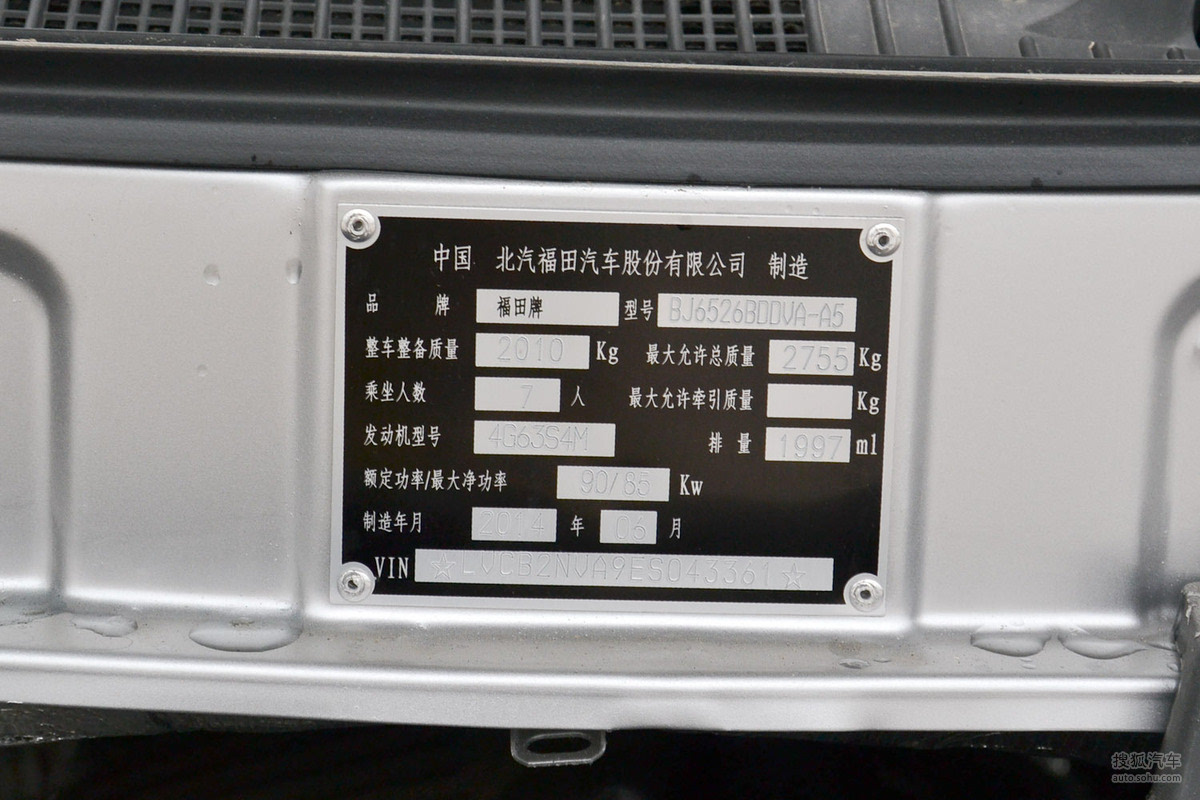 中国 北汽福田汽车股份有限公司 制造
品 牌 福田牌 型号 BJ6526BDDVA-A5
整车整备质量 2010 Kg 最大允许总质量 2755 Kg
乘坐人数 7 人 最大允许牵引质量 Kg
发动机型号 4G63S4M 排 量 1997 ml
额定功率/最大净功率 90/85 Kw
制造年月 2014 年 06 月
VIN ☆LVCB2NVA9ES043361☆
搜狐汽车
auto.sohu.com